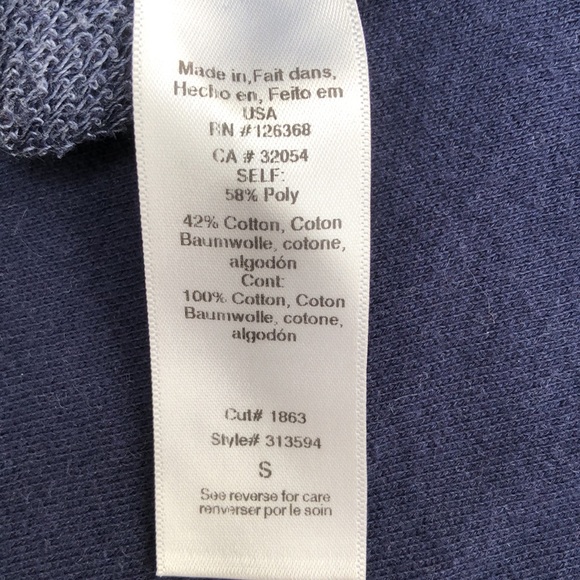 Made in, Fait dans,
Hecho en, Feito em
USA
RN #126368
CA # 32054
SELF:
58% Poly
42% Cotton, Coton
Baumwolle, cotone,
algodón
Cont:
100% Cotton, Coton
Baumwolle, cotone,
algodón
Cut# 1863
Style# 313594
S
See reverse for care
renverser por le soin